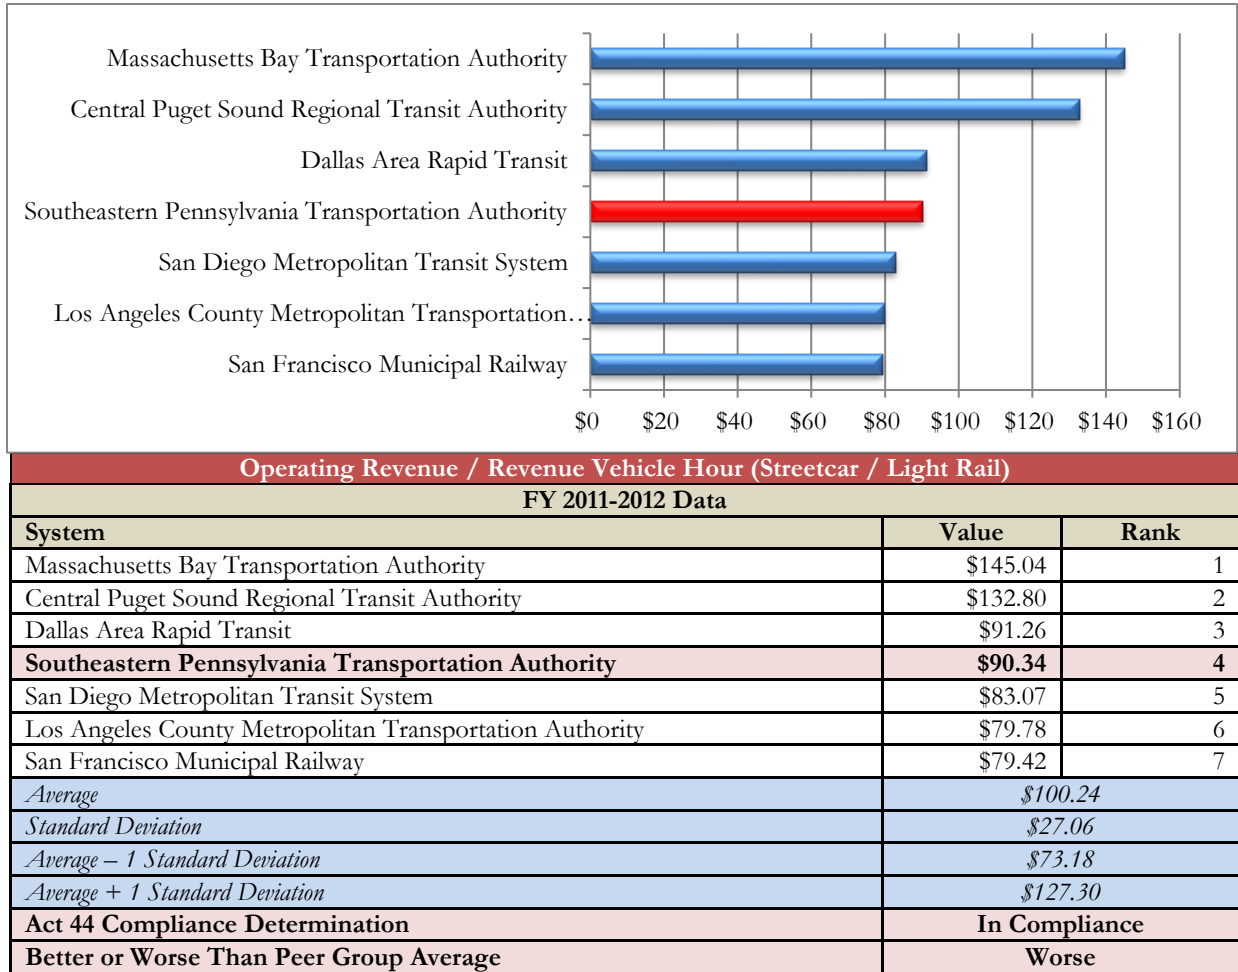 Massachusetts Bay Transportation Authority
Central Puget Sound Regional Transit Authority
Dallas Area Rapid Transit
Southeastern Pennsylvania Transportation Authority
San Diego Metropolitan Transit System
Los Angeles County Metropolitan Transportation…
San Francisco Municipal Railway
$0 $20 $40 $60 $80 $100 $120 $140 $160
Operating Revenue / Revenue Vehicle Hour (Streetcar / Light Rail)
FY 2011-2012 Data
System Value Rank
Massachusetts Bay Transportation Authority $145.04 1
Central Puget Sound Regional Transit Authority $132.80 2
Dallas Area Rapid Transit $91.26 3
Southeastern Pennsylvania Transportation Authority $90.34 4
San Diego Metropolitan Transit System $83.07 5
Los Angeles County Metropolitan Transportation Authority $79.78 6
San Francisco Municipal Railway $79.42 7
Average $100.24
Standard Deviation $27.06
Average – 1 Standard Deviation $73.18
Average + 1 Standard Deviation $127.30
Act 44 Compliance Determination In Compliance
Better or Worse Than Peer Group Average Worse